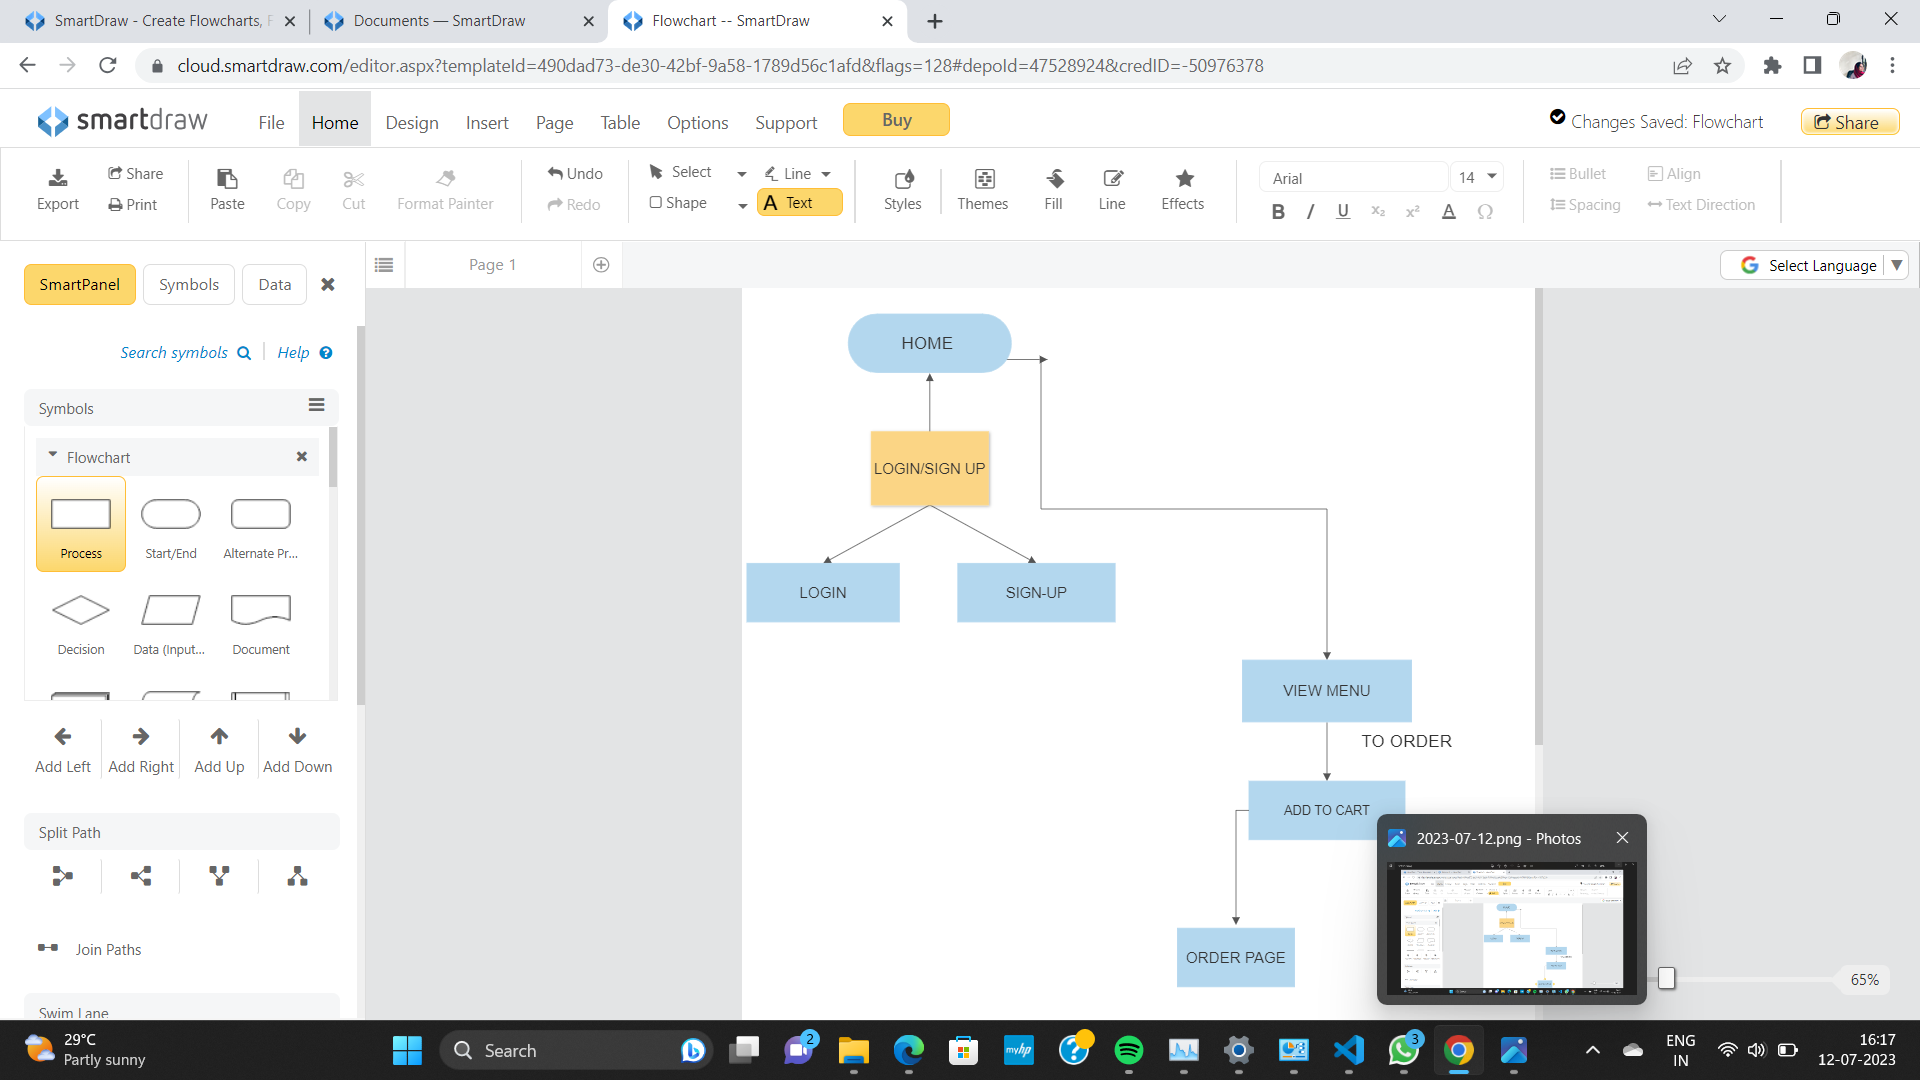 SmartDraw - Create Flowcharts, F
Documents — SmartDraw
Flowchart -- SmartDraw
cloud.smartdraw.com/editor.aspx?templateId=490dad73-de30-42bf-9a58-1789d56c1afd&flags=128#depoId=47528924&credID=-50976378
smartdraw
File Home Design Insert Page Table Options Support Buy
Changes Saved: Flowchart
Share
Export
Share
Print
Paste
Copy
Cut
Format Painter
Undo
Redo
Select
Shape
Line
A Text
Styles
Themes
Fill
Line
Effects
Arial
14
B I U x₂ x² A Ω
Bullet
Spacing
Align
Text Direction
SmartPanel Symbols Data
Page 1
Select Language
Search symbols
Help
Symbols
Flowchart
Process
Start/End
Alternate Pr...
Decision
Data (Input...
Document
Add Left
Add Right
Add Up
Add Down
Split Path
Join Paths
Swim Lane
HOME
LOGIN/SIGN UP
LOGIN
SIGN-UP
VIEW MENU
TO ORDER
ADD TO CART
ORDER PAGE
2023-07-12.png - Photos
65%
29°C
Partly sunny
Search
2
myhp
3
ENG
IN
16:17
12-07-2023